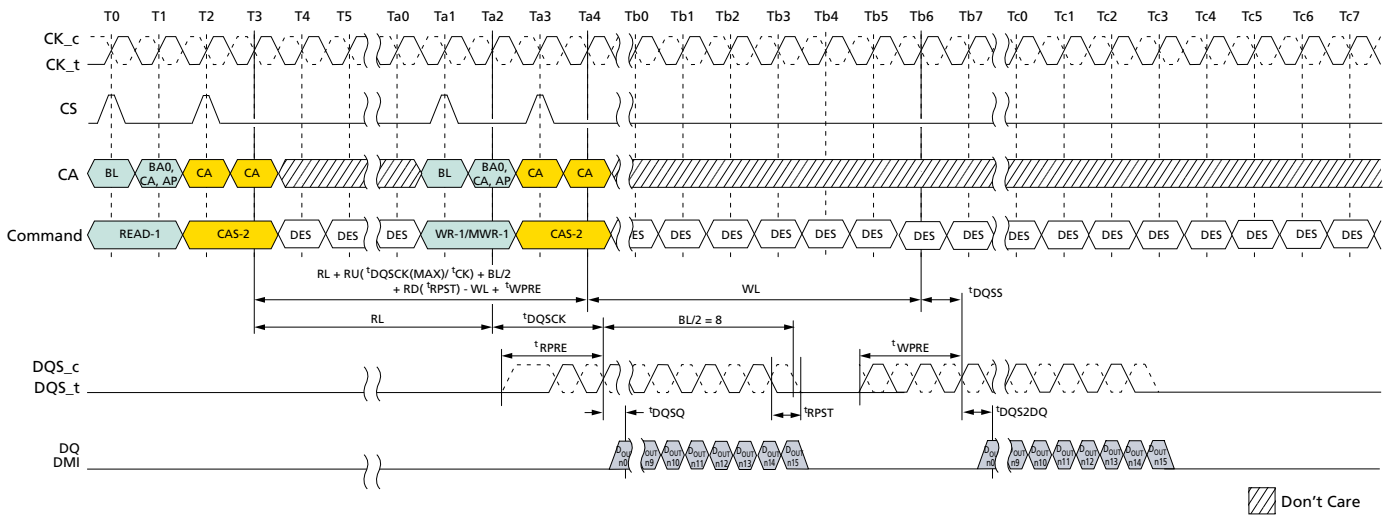 T0 T1 T2 T3 T4 T5 Ta0 Ta1 Ta2 Ta3 Ta4 Tb0 Tb1 Tb2 Tb3 Tb4 Tb5 Tb6 Tb7 Tc0 Tc1 Tc2 Tc3 Tc4 Tc5 Tc6 Tc7
CK_c
CK_t
CS
CA BL BA0, CA, AP CA CA BL BA0, CA, AP CA CA
Command READ-1 CAS-2 DES DES DES WR-1/MWR-1 CAS-2 DES DES DES DES DES DES DES DES DES DES DES DES DES DES DES DES
RL + RU(tDQSCK(MAX)/tCK) + BL/2
+ RD(tRPST) - WL + tWPRE
WL
tDQSS
RL
tDQSCK
BL/2 = 8
tRPRE
tWPRE
DQS_c
DQS_t
tDQSQ
tRPST
tDQS2DQ
DQ
DMI
DOUT n0 DOUT n9 DOUT n10 DOUT n11 DOUT n12 DOUT n13 DOUT n14 DOUT n15
DOUT n0 DOUT n9 DOUT n10 DOUT n11 DOUT n12 DOUT n13 DOUT n14 DOUT n15
Don't Care